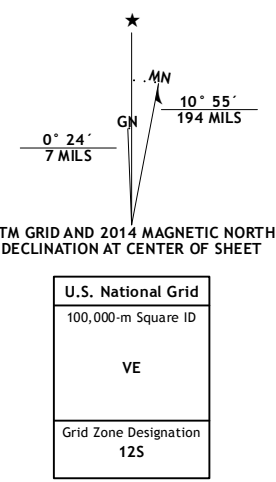 ★
MN
GN
10° 55´
194 MILS
0° 24´
7 MILS
TM GRID AND 2014 MAGNETIC NORTH
DECLINATION AT CENTER OF SHEET
U.S. National Grid
100,000-m Square ID
VE
Grid Zone Designation
12S